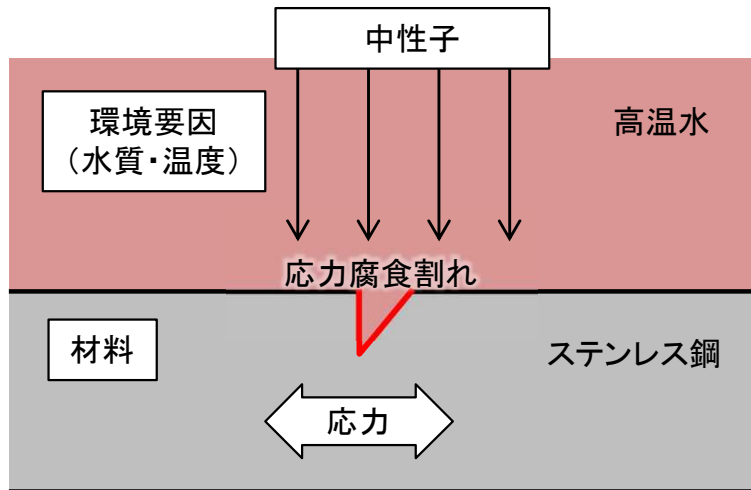 中性子
環境要因
（水質・温度）
高温水
応力腐食割れ
材料
ステンレス鋼
応力